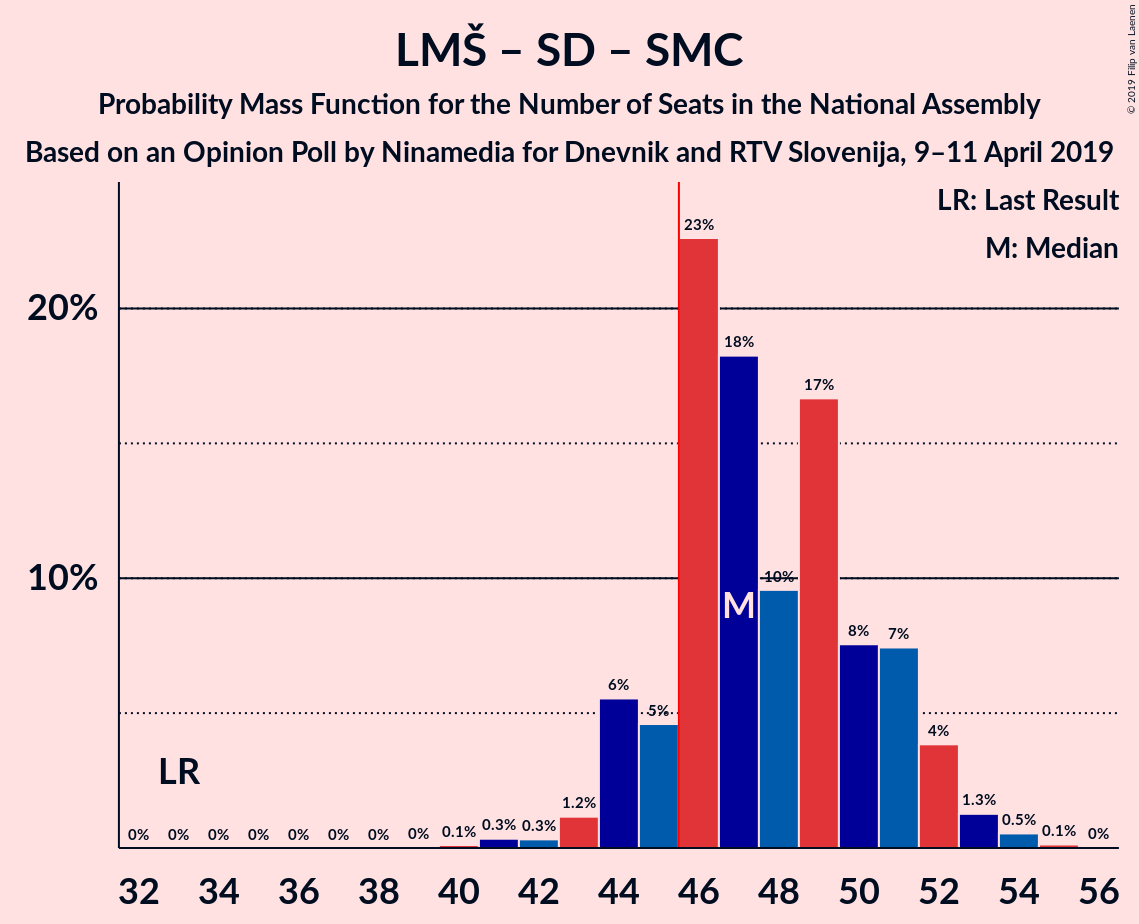 LMŠ – SD – SMC
Probability Mass Function for the Number of Seats in the National Assembly
Based on an Opinion Poll by Ninamedia for Dnevnik and RTV Slovenija, 9–11 April 2019
© 2019 Filip van Laenen
LR: Last Result
M: Median
20%
10%
0% 0% 0% 0% 0% 0% 0% 0% 0.1% 0.3% 0.3% 1.2% 6% 5% 23% 18% 10% 17% 8% 7% 4% 1.3% 0.5% 0.1% 0%
LR
M
32 34 36 38 40 42 44 46 48 50 52 54 56